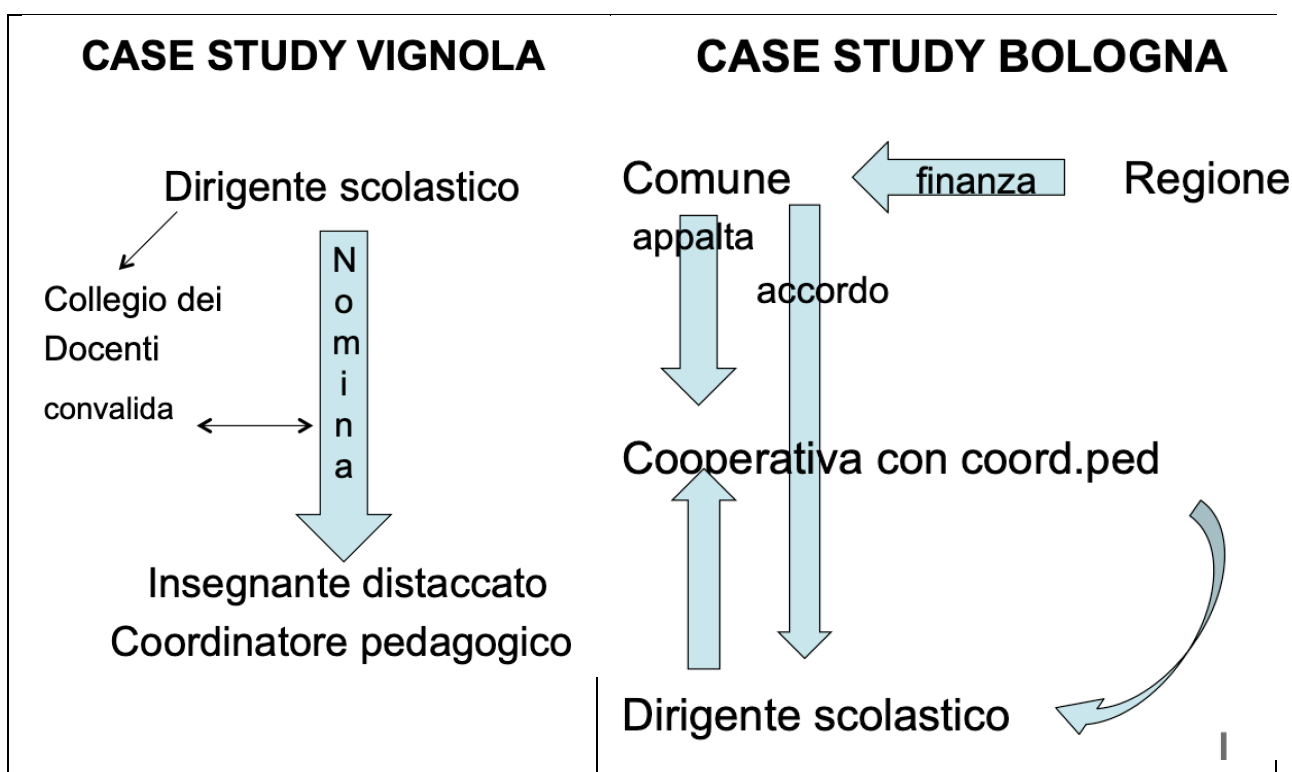 CASE STUDY VIGNOLA
Dirigente scolastico
Nomina
Collegio dei
Docenti
convalida
Insegnante distaccato
Coordinatore pedagogico
CASE STUDY BOLOGNA
Comune
finanza
Regione
appalta
accordo
Cooperativa con coord.ped
Dirigente scolastico